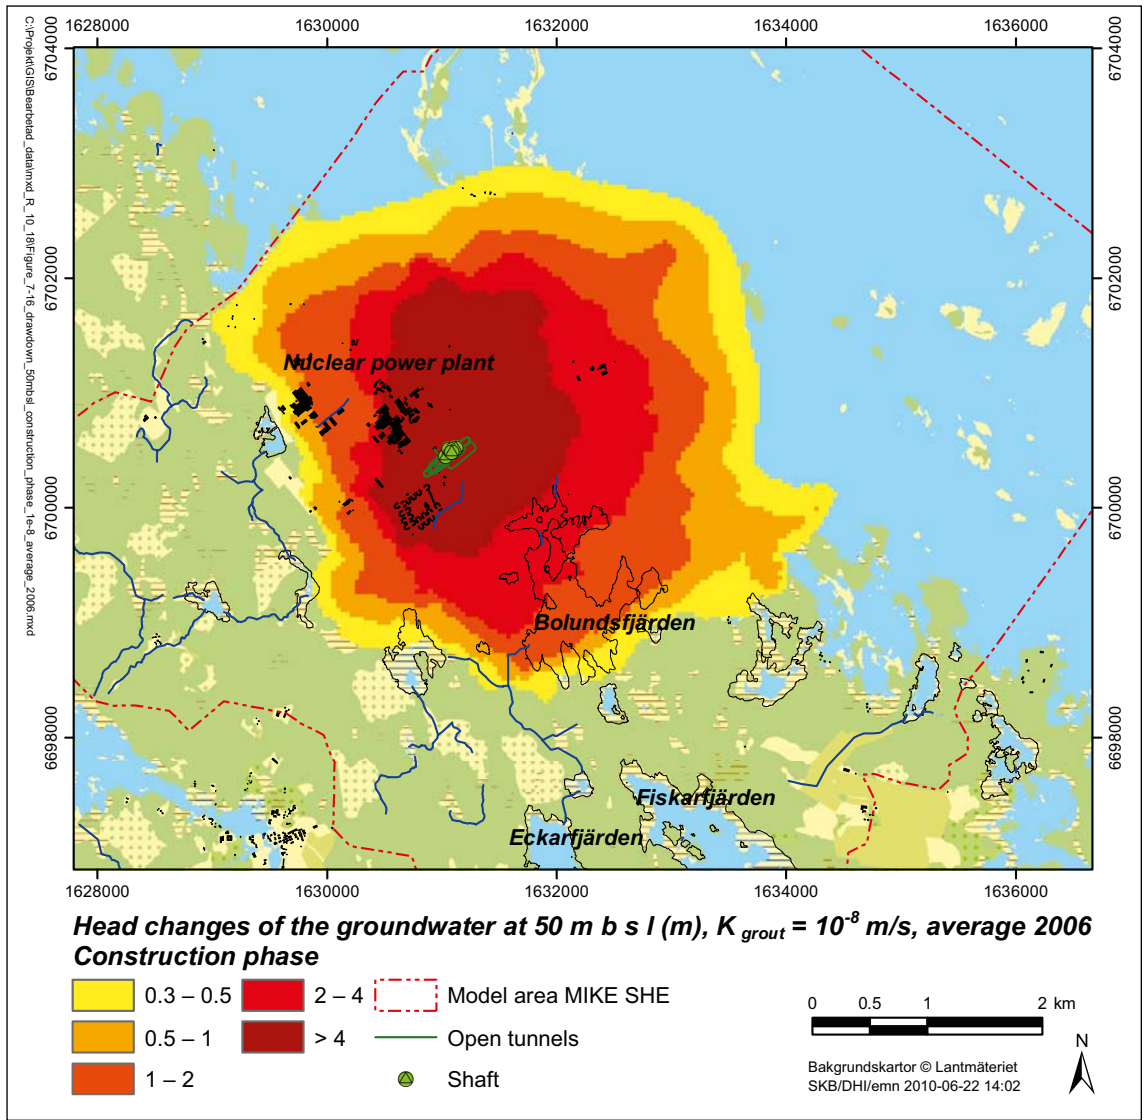 1628000 1630000 1632000 1634000 1636000
6704000 6704000
C:\Projekt\GIS\Bearbetad_data\mxd_R_10_18\Figure_7-16_drawdown_50mbsl_construction_phase_1e-8_average_2006.mxd
6702000 6702000
Nuclear power plant
6700000 6700000
Bolundsfjärden
6698000 6698000
Fiskarfjärden
Eckarfjärden
1628000 1630000 1632000 1634000 1636000
Head changes of the groundwater at 50 m b s l (m), K grout = 10-8 m/s, average 2006
Construction phase
0.3 – 0.5 2 – 4 Model area MIKE SHE
0.5 – 1 > 4 Open tunnels
1 – 2 Shaft
0 0.5 1 2 km
N
Bakgrundskartor © Lantmäteriet
SKB/DHI/emn 2010-06-22 14:02